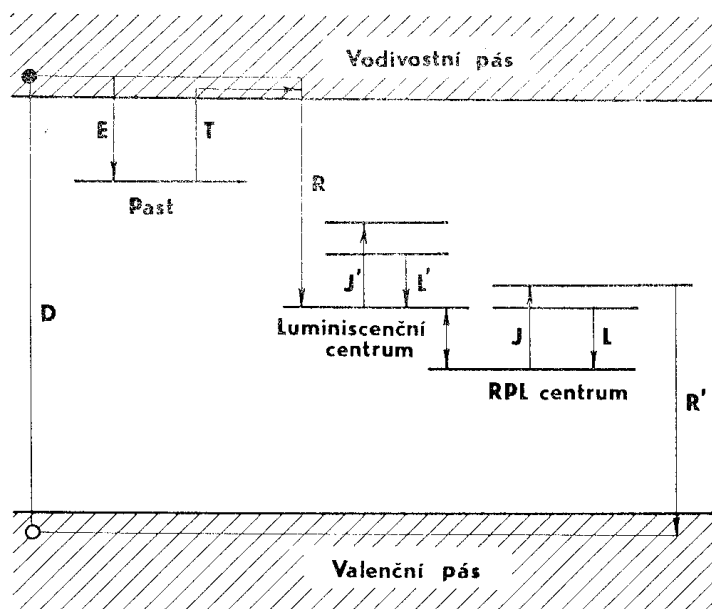 Vodivostní pás
E
T
Past
R
D
J'
L'
Luminiscenční
centrum
J
L
RPL centrum
R'
Valenční pás